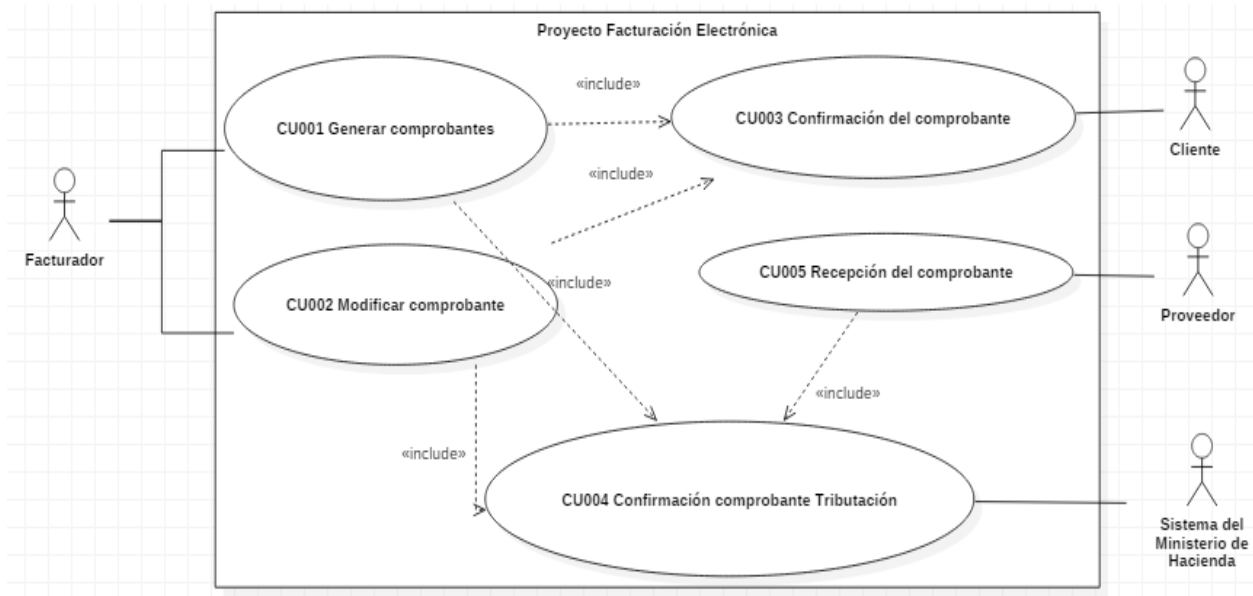 Proyecto Facturación Electrónica
«include»
CU001 Generar comprobantes
CU003 Confirmación del comprobante
Cliente
«include»
Facturador
CU002 Modificar comprobante
«include»
CU005 Recepción del comprobante
Proveedor
«include»
«include»
CU004 Confirmación comprobante Tributación
Sistema del
Ministerio de
Hacienda